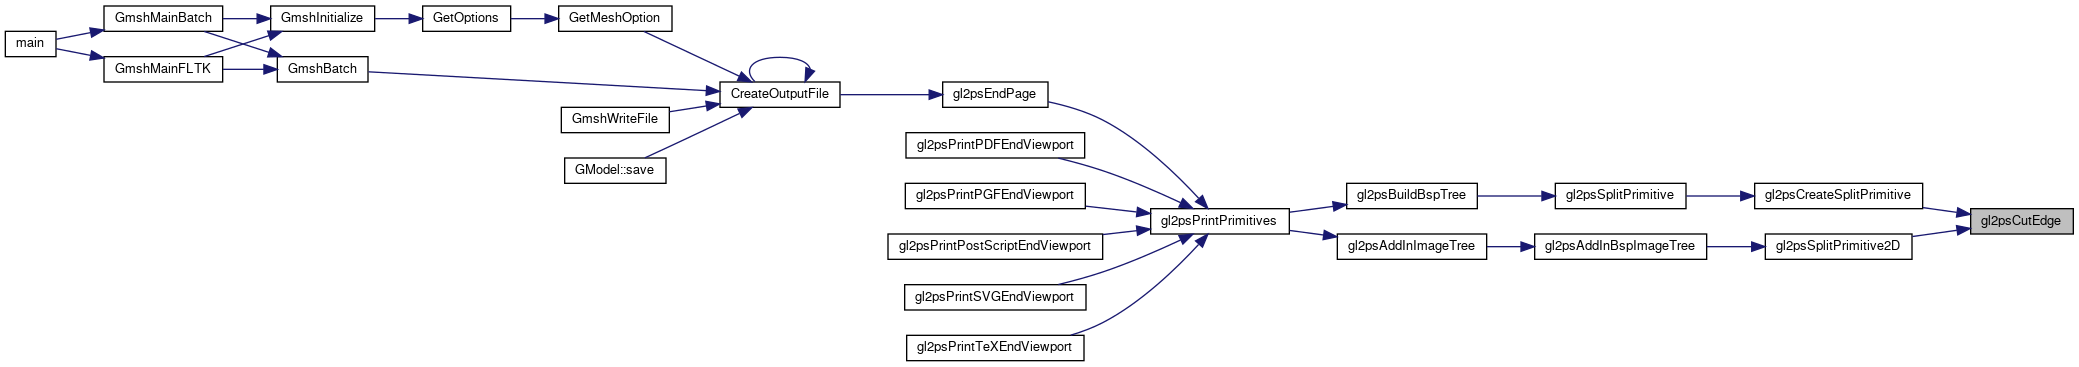 main
GmshMainBatch
GmshMainFLTK
GmshInitialize
GmshBatch
GetOptions
GetMeshOption
GmshWriteFile
GModel::save
CreateOutputFile
gl2psEndPage
gl2psPrintPDFEndViewport
gl2psPrintPGFEndViewport
gl2psPrintPostScriptEndViewport
gl2psPrintSVGEndViewport
gl2psPrintTeXEndViewport
gl2psPrintPrimitives
gl2psBuildBspTree
gl2psAddInImageTree
gl2psSplitPrimitive
gl2psAddInBspImageTree
gl2psCreateSplitPrimitive
gl2psSplitPrimitive2D
gl2psCutEdge